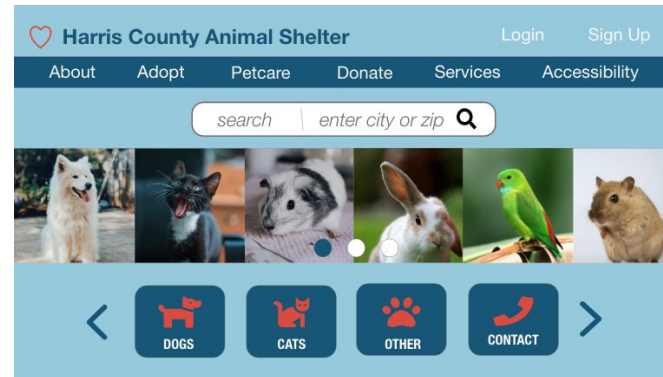 Harris County Animal Shelter Login Sign Up
About Adopt Petcare Donate Services Accessibility
search enter city or zip
DOGS CATS OTHER CONTACT